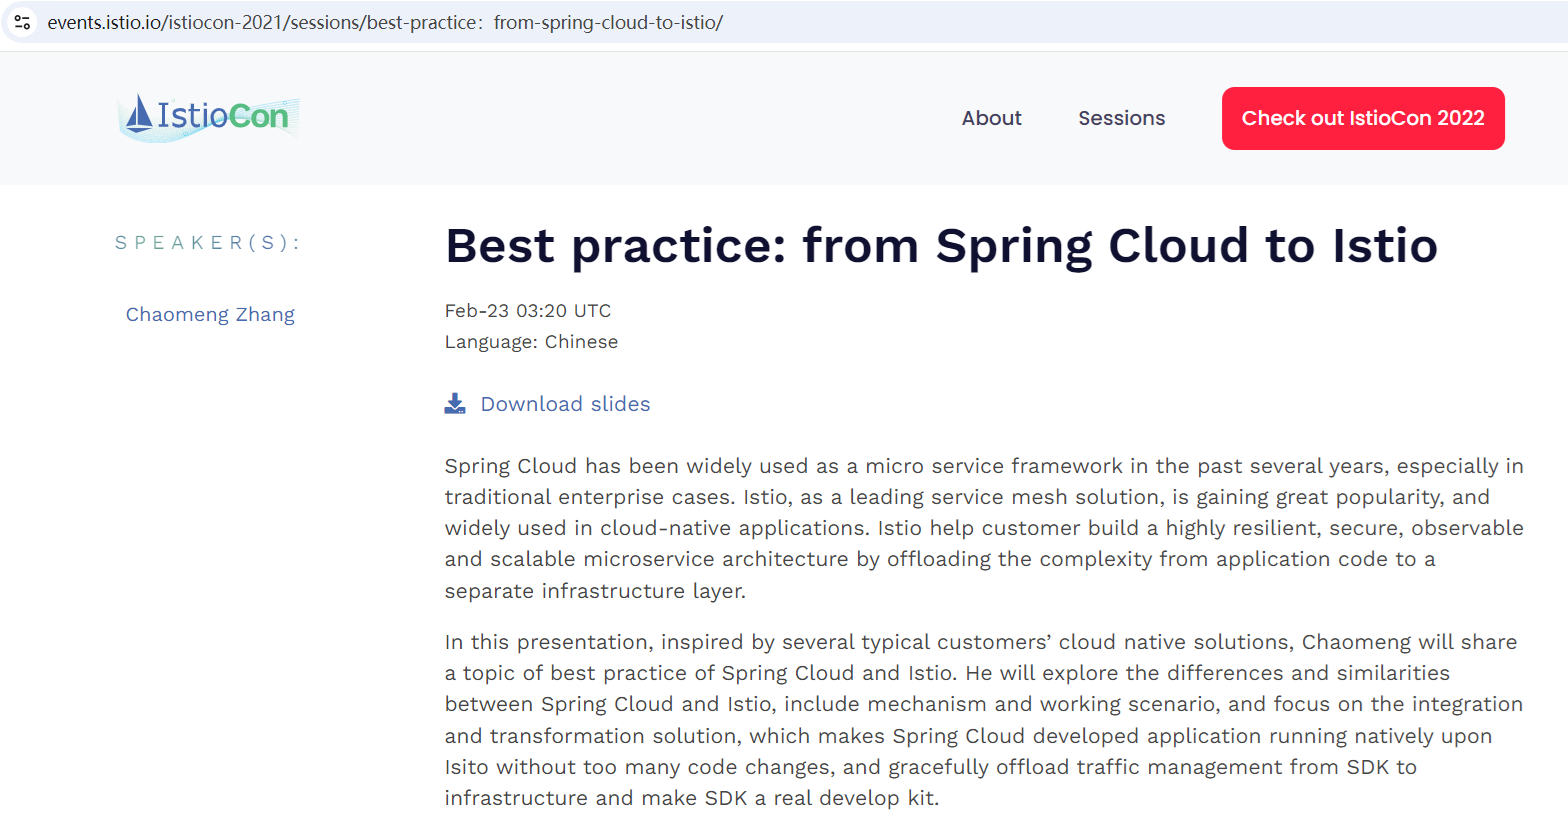 events.istio.io/istiocon-2021/sessions/best-practice：from-spring-cloud-to-istio/
IstioCon
About
Sessions
Check out IstioCon 2022
SPEAKER(S):
Chaomeng Zhang
Best practice: from Spring Cloud to Istio
Feb-23 03:20 UTC
Language: Chinese
Download slides
Spring Cloud has been widely used as a micro service framework in the past several years, especially in
traditional enterprise cases. Istio, as a leading service mesh solution, is gaining great popularity, and
widely used in cloud-native applications. Istio help customer build a highly resilient, secure, observable
and scalable microservice architecture by offloading the complexity from application code to a
separate infrastructure layer.
In this presentation, inspired by several typical customers’ cloud native solutions, Chaomeng will share
a topic of best practice of Spring Cloud and Istio. He will explore the differences and similarities
between Spring Cloud and Istio, include mechanism and working scenario, and focus on the integration
and transformation solution, which makes Spring Cloud developed application running natively upon
Isito without too many code changes, and gracefully offload traffic management from SDK to
infrastructure and make SDK a real develop kit.